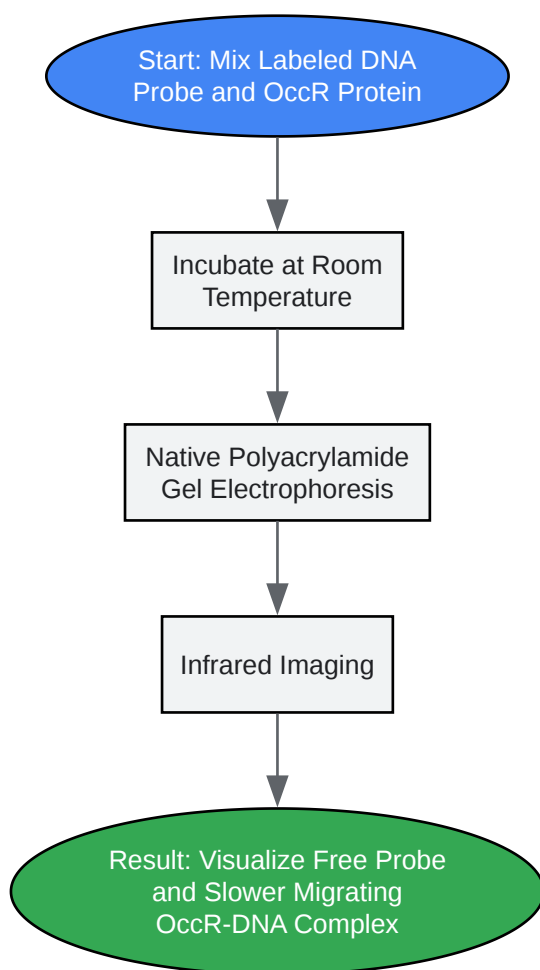 Start: Mix Labeled DNA
Probe and OccR Protein
Incubate at Room
Temperature
Native Polyacrylamide
Gel Electrophoresis
Infrared Imaging
Result: Visualize Free Probe
and Slower Migrating
OccR-DNA Complex